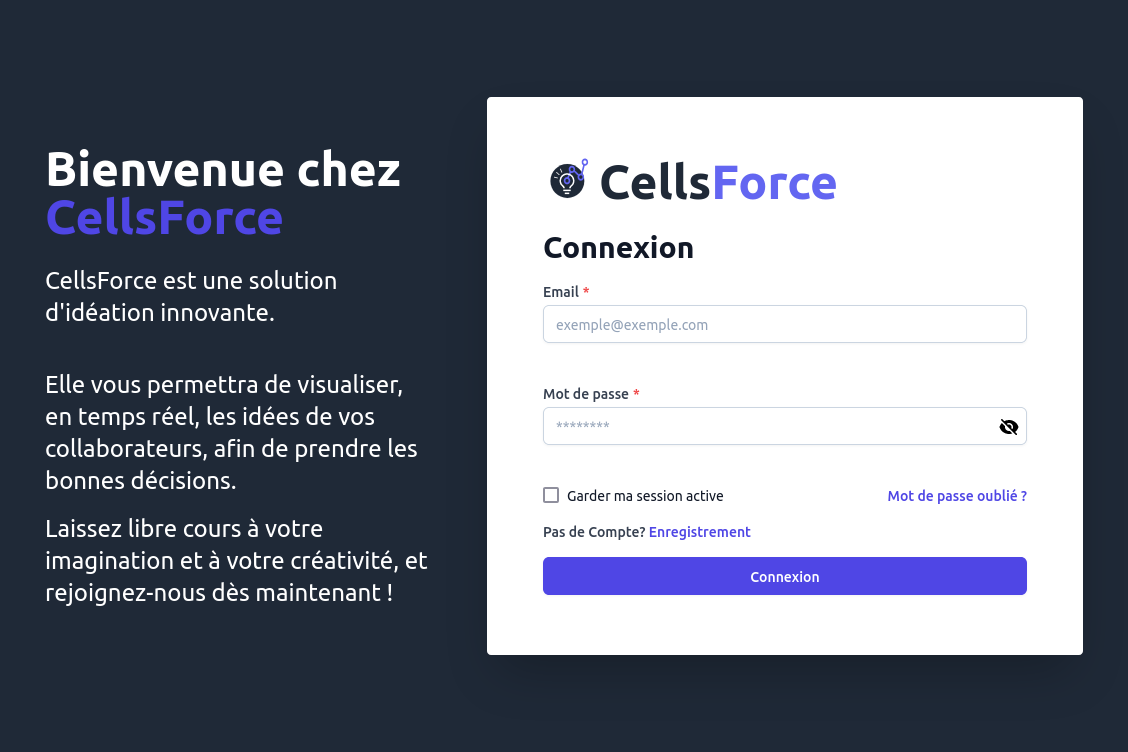 Bienvenue chez
CellsForce
CellsForce est une solution
d'idéation innovante.
Elle vous permettra de visualiser,
en temps réel, les idées de vos
collaborateurs, afin de prendre les
bonnes décisions.
Laissez libre cours à votre
imagination et à votre créativité, et
rejoignez-nous dès maintenant !
CellsForce
Connexion
Email *
exemple@exemple.com
Mot de passe *
********
Garder ma session active
Mot de passe oublié ?
Pas de Compte? Enregistrement
Connexion